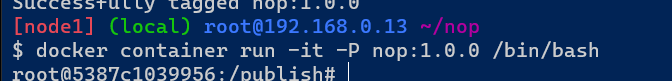 Successfully tagged nop:1.0.0
[node1] (local) root@192.168.0.13 ~/nop
$ docker container run -it -P nop:1.0.0 /bin/bash
root@5387c1039956:/publish#